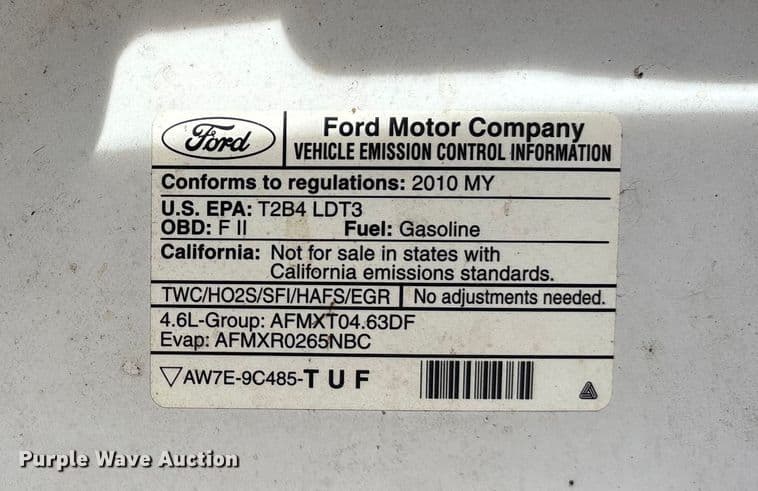 Ford
Ford Motor Company
VEHICLE EMISSION CONTROL INFORMATION
Conforms to regulations: 2010 MY
U.S. EPA: T2B4 LDT3
OBD: F II Fuel: Gasoline
California: Not for sale in states with
California emissions standards.
TWC/HO2S/SFI/HAFS/EGR No adjustments needed.
4.6L-Group: AFMXT04.63DF
Evap: AFMXR0265NBC
▽AW7E-9C485-TUF
Purple Wave Auction